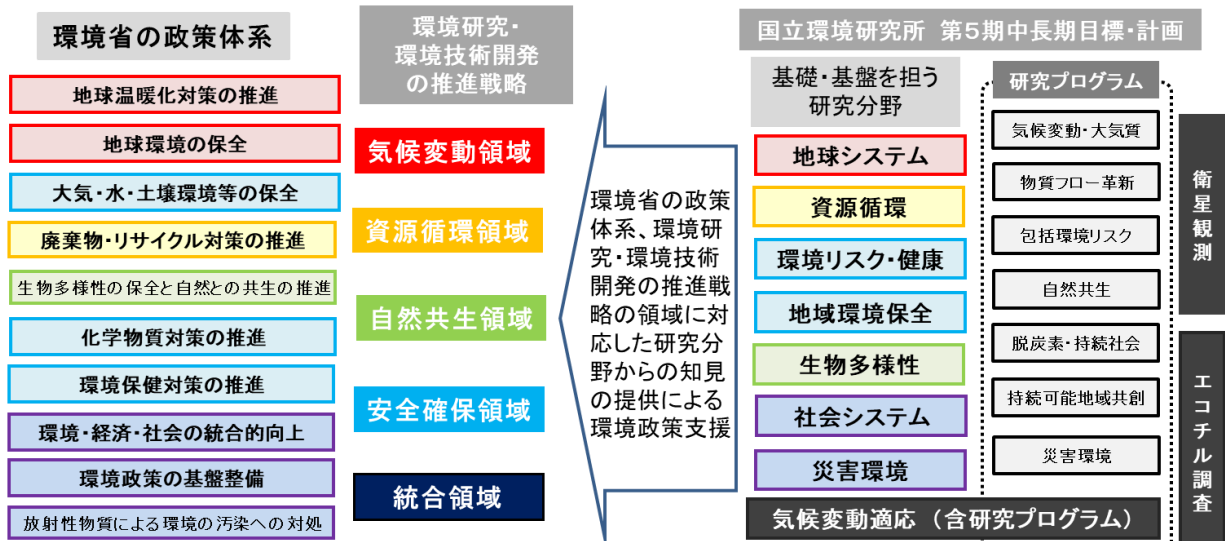 環境省の政策体系
地球温暖化対策の推進
地球環境の保全
大気・水・土壌環境等の保全
廃棄物・リサイクル対策の推進
生物多様性の保全と自然との共生の推進
化学物質対策の推進
環境保健対策の推進
環境・経済・社会の統合的向上
環境政策の基盤整備
放射性物質による環境の汚染への対処
環境研究・
環境技術開発
の推進戦略
気候変動領域
資源循環領域
自然共生領域
安全確保領域
統合領域
環境省の政策
体系、環境研
究・環境技術
開発の推進戦
略の領域に対
応した研究分
野からの知見
の提供による
環境政策支援
国立環境研究所 第5期中長期目標・計画
基礎・基盤を担う
研究分野
地球システム
資源循環
環境リスク・健康
地域環境保全
生物多様性
社会システム
災害環境
気候変動適応 (含研究プログラム)
研究プログラム
気候変動・大気質
物質フロー革新
包括環境リスク
自然共生
脱炭素・持続社会
持続可能地域共創
災害環境
衛星観測
エコチル調査